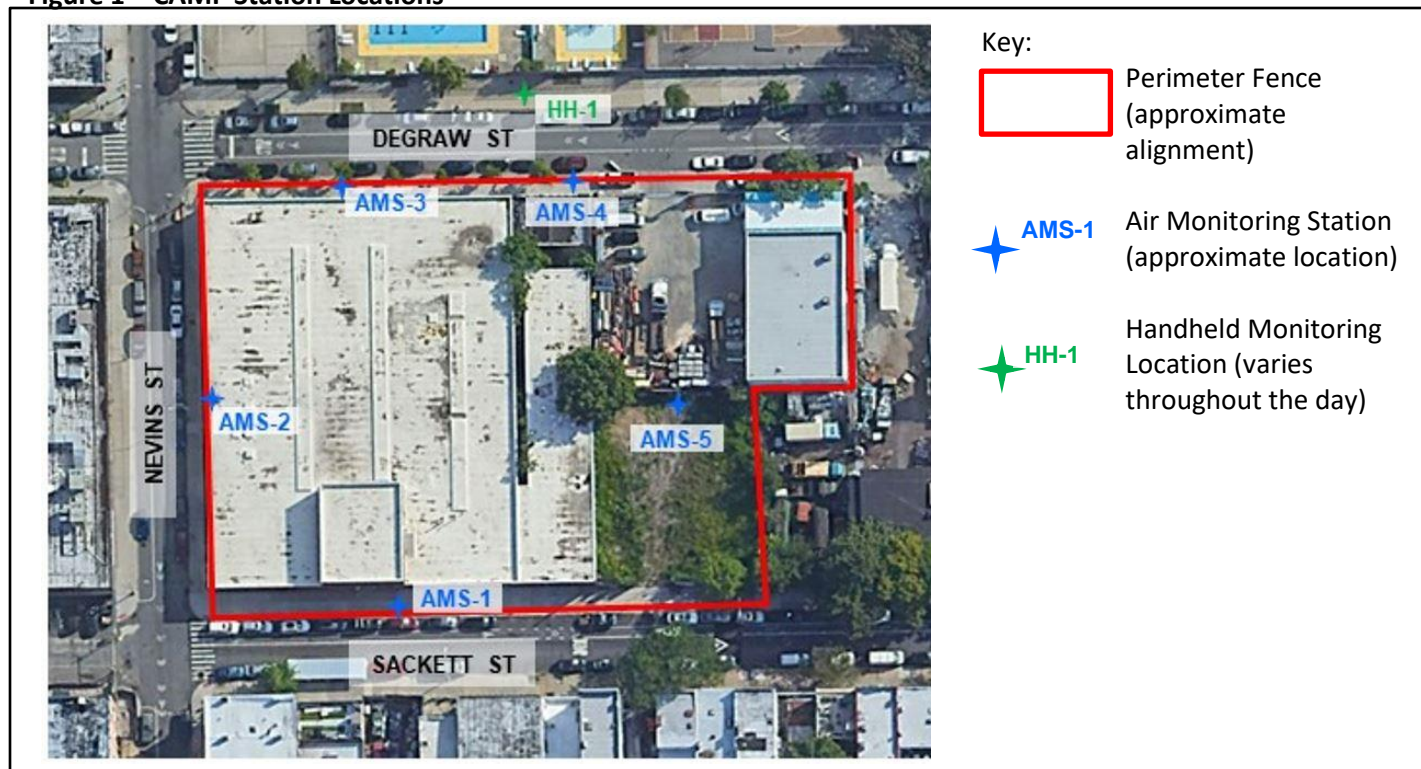 Figure 1 – CAMP Station Locations
HH-1
DEGRAW ST
AMS-3
AMS-4
NEVINS ST
AMS-2
AMS-5
AMS-1
SACKETT ST
Key:
Perimeter Fence
(approximate
alignment)
AMS-1
Air Monitoring Station
(approximate location)
HH-1
Handheld Monitoring
Location (varies
throughout the day)